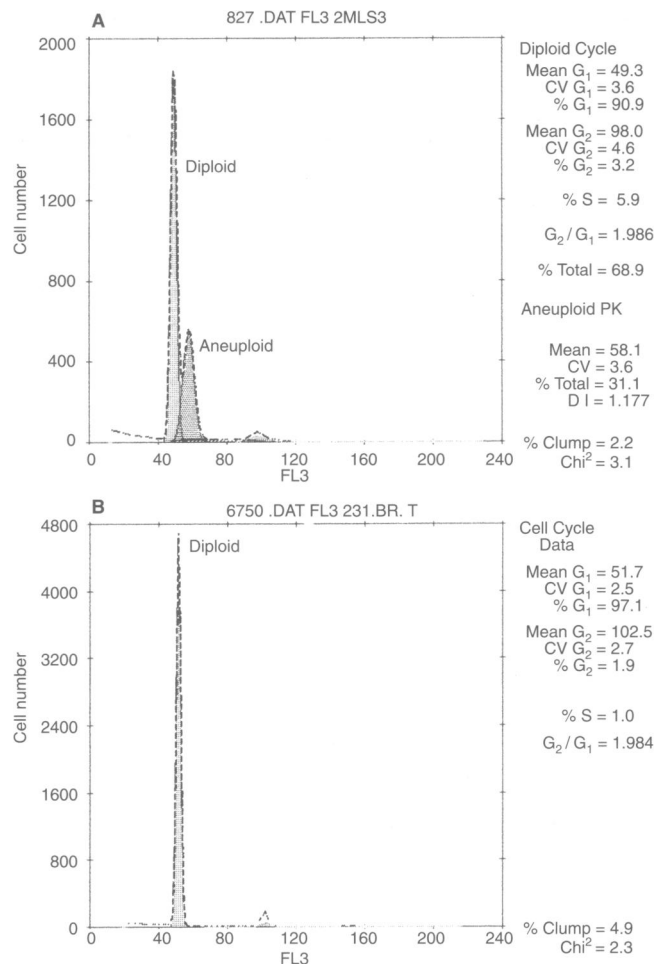 A
827 .DAT FL3 2MLS3
2000
1600
1200
800
400
0
Cell number
Diploid
Aneuploid
0 40 80 120 160 200 240
FL3
Diploid Cycle
Mean G₁ = 49.3
CV G₁ = 3.6
% G₁ = 90.9
Mean G₂ = 98.0
CV G₂ = 4.6
% G₂ = 3.2
% S = 5.9
G₂ / G₁ = 1.986
% Total = 68.9
Aneuploid PK
Mean = 58.1
CV = 3.6
% Total = 31.1
D I = 1.177
% Clump = 2.2
Chi² = 3.1
B
6750 .DAT FL3 231.BR. T
4800
4000
3200
2400
1600
800
0
Cell number
Diploid
0 40 80 120 160 200 240
FL3
Cell Cycle
Data
Mean G₁ = 51.7
CV G₁ = 2.5
% G₁ = 97.1
Mean G₂ = 102.5
CV G₂ = 2.7
% G₂ = 1.9
% S = 1.0
G₂ / G₁ = 1.984
% Clump = 4.9
Chi² = 2.3